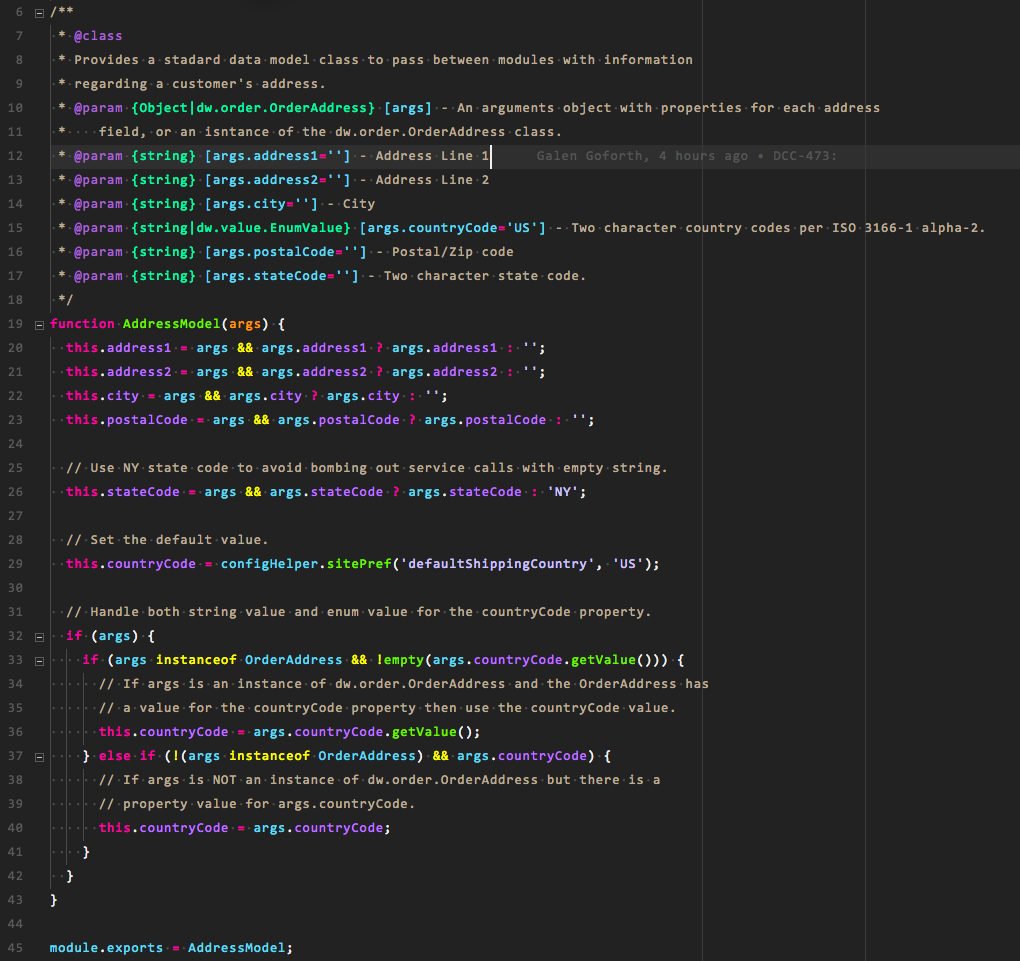 6 /**
7 * @class
8 * Provides a stadard data model class to pass between modules with information
9 * regarding a customer's address.
10 * @param {Object|dw.order.OrderAddress} [args] - An arguments object with properties for each address
11 * field, or an isntance of the dw.order.OrderAddress class.
12 * @param {string} [args.address1=''] - Address Line 1 Galen Goforth, 4 hours ago • DCC-473:
13 * @param {string} [args.address2=''] - Address Line 2
14 * @param {string} [args.city=''] - City
15 * @param {string|dw.value.EnumValue} [args.countryCode='US'] - Two character country codes per ISO 3166-1 alpha-2.
16 * @param {string} [args.postalCode=''] - Postal/Zip code
17 * @param {string} [args.stateCode=''] - Two character state code.
18 */
19 function AddressModel(args) {
20 this.address1 = args && args.address1 ? args.address1 : '';
21 this.address2 = args && args.address2 ? args.address2 : '';
22 this.city = args && args.city ? args.city : '';
23 this.postalCode = args && args.postalCode ? args.postalCode : '';
24
25 // Use NY state code to avoid bombing out service calls with empty string.
26 this.stateCode = args && args.stateCode ? args.stateCode : 'NY';
27
28 // Set the default value.
29 this.countryCode = configHelper.sitePref('defaultShippingCountry', 'US');
30
31 // Handle both string value and enum value for the countryCode property.
32 if (args) {
33 if (args instanceof OrderAddress && !empty(args.countryCode.getValue())) {
34 // If args is an instance of dw.order.OrderAddress and the OrderAddress has
35 // a value for the countryCode property then use the countryCode value.
36 this.countryCode = args.countryCode.getValue();
37 } else if (!(args instanceof OrderAddress) && args.countryCode) {
38 // If args is NOT an instance of dw.order.OrderAddress but there is a
39 // property value for args.countryCode.
40 this.countryCode = args.countryCode;
41 }
42 }
43 }
44
45 module.exports = AddressModel;